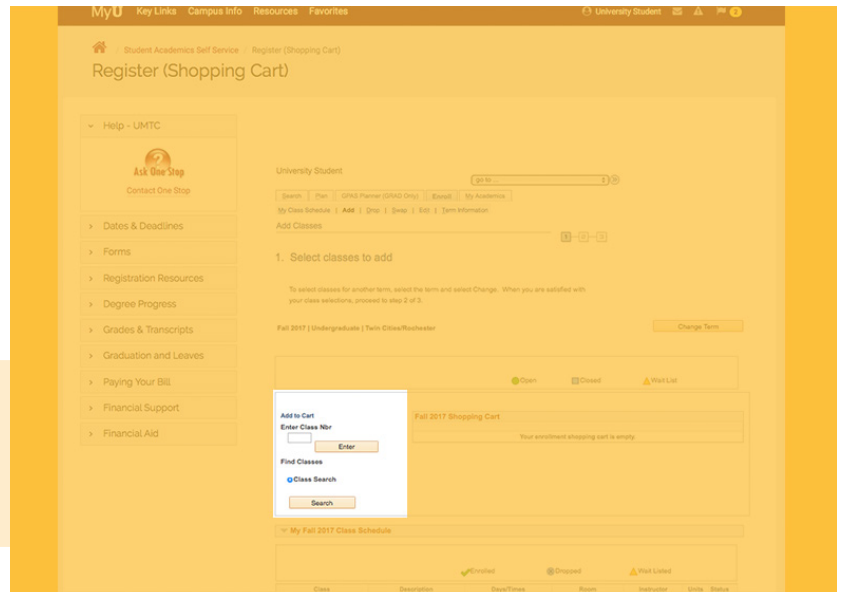 MyU Key Links Campus Info Resources Favorites University Student 2
Student Academics Self Service / Register (Shopping Cart)
Register (Shopping Cart)
Help - UMTC
Ask One Stop
Contact One Stop
Dates & Deadlines
Forms
Registration Resources
Degree Progress
Grades & Transcripts
Graduation and Leaves
Paying Your Bill
Financial Support
Financial Aid
University Student
go to ...
Search Plan GPAS Planner (GRAD Only) Enroll My Academics
My Class Schedule | Add | Drop | Swap | Edit | Term Information
Add Classes
1 2 3
1. Select classes to add
To select classes for another term, select the term and select Change. When you are satisfied with
your class selections, proceed to step 2 of 3.
Fall 2017 | Undergraduate | Twin Cities/Rochester Change Term
Open Closed Wait List
Add to Cart
Enter Class Nbr
Enter
Find Classes
Class Search
Search
Fall 2017 Shopping Cart
Your enrollment shopping cart is empty.
My Fall 2017 Class Schedule
Enrolled Dropped Wait Listed
Class Description Days/Times Room Instructor Units Status